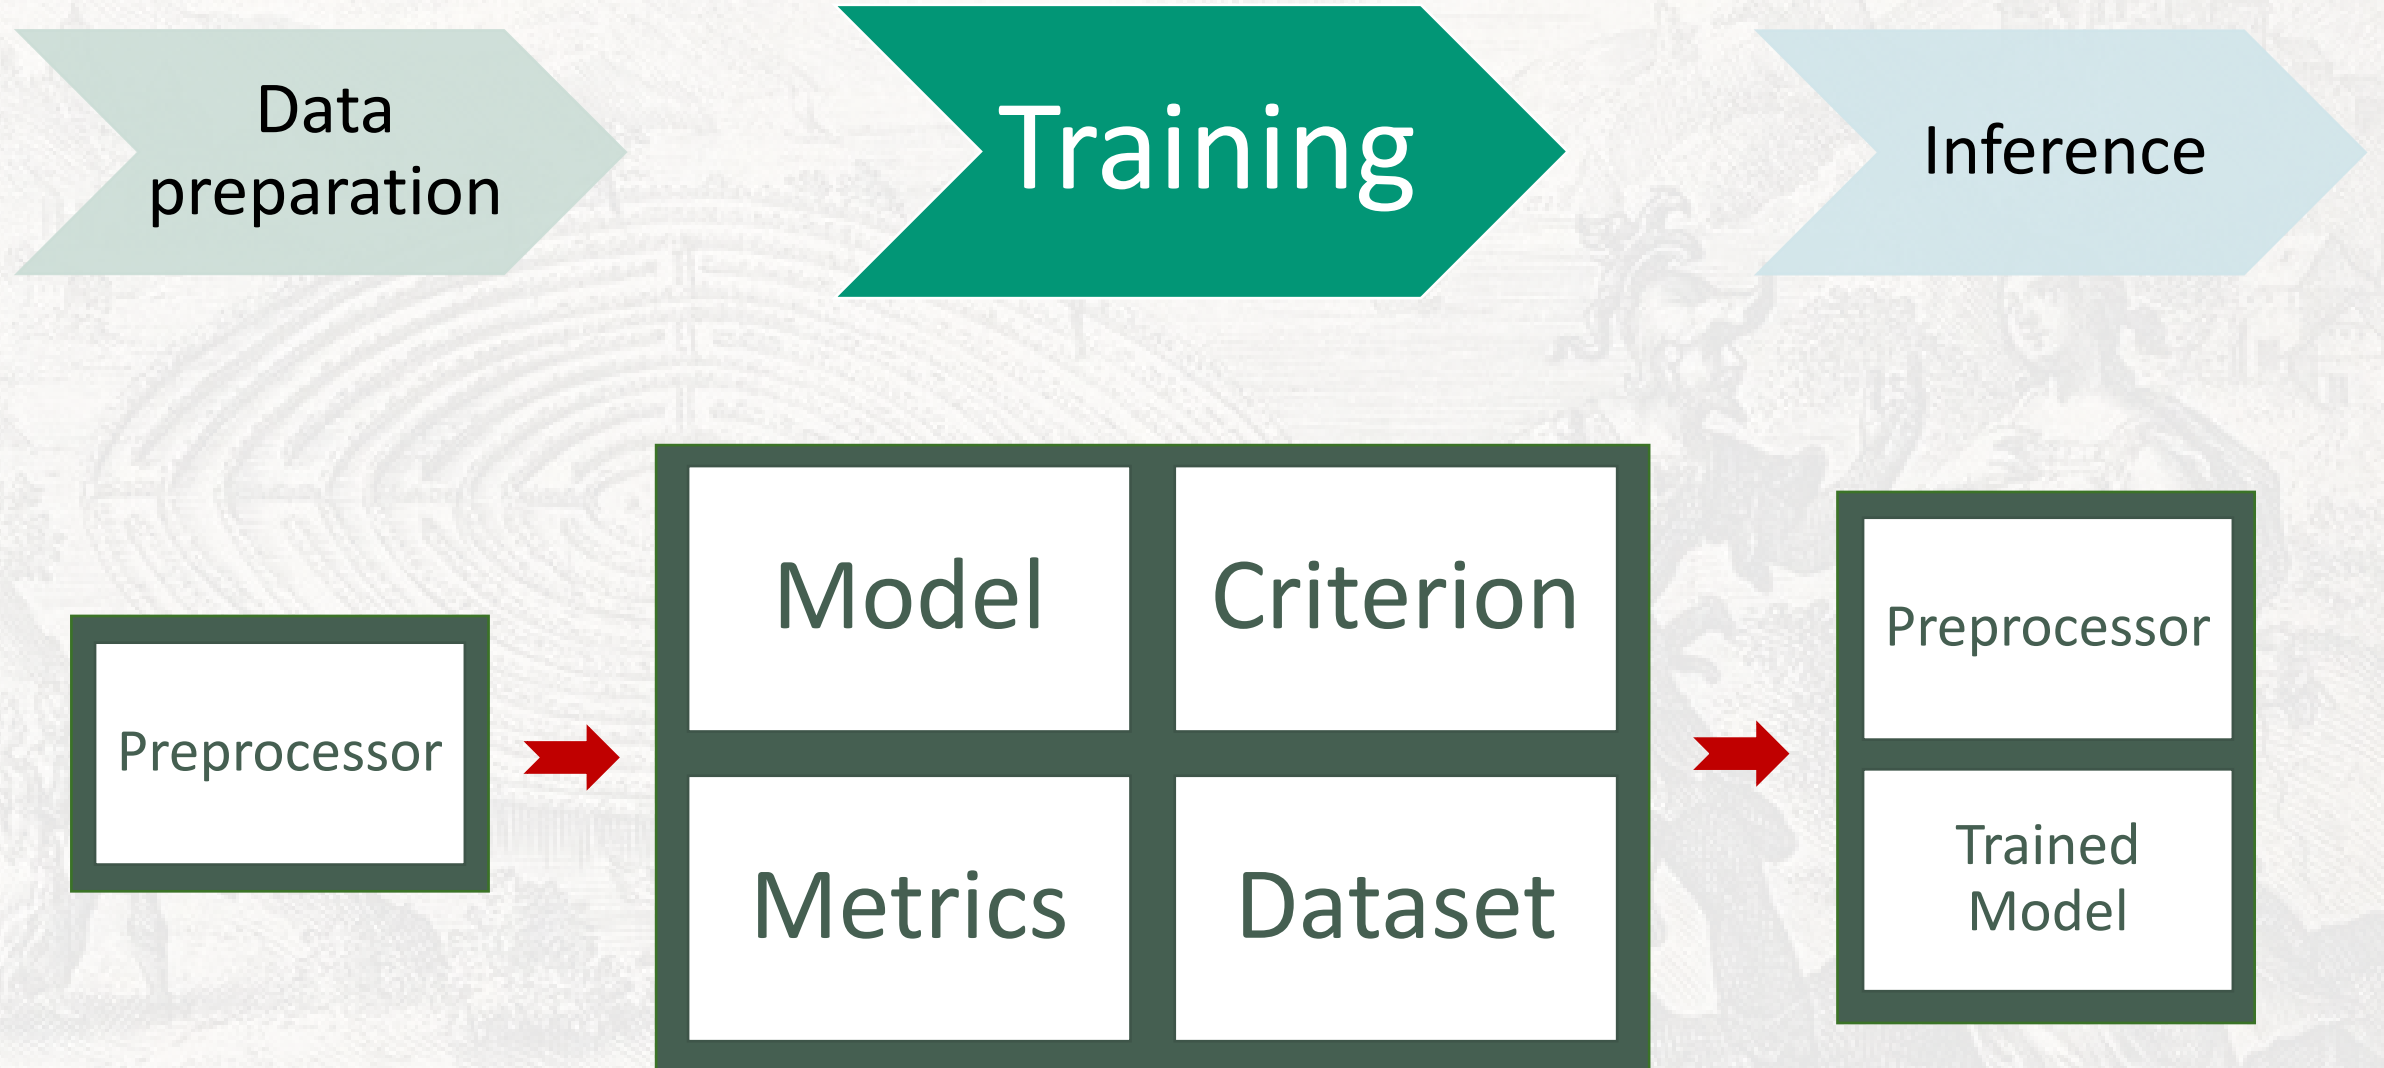 Data
preparation
Training
Inference
Preprocessor
Model
Criterion
Metrics
Dataset
Preprocessor
Trained
Model